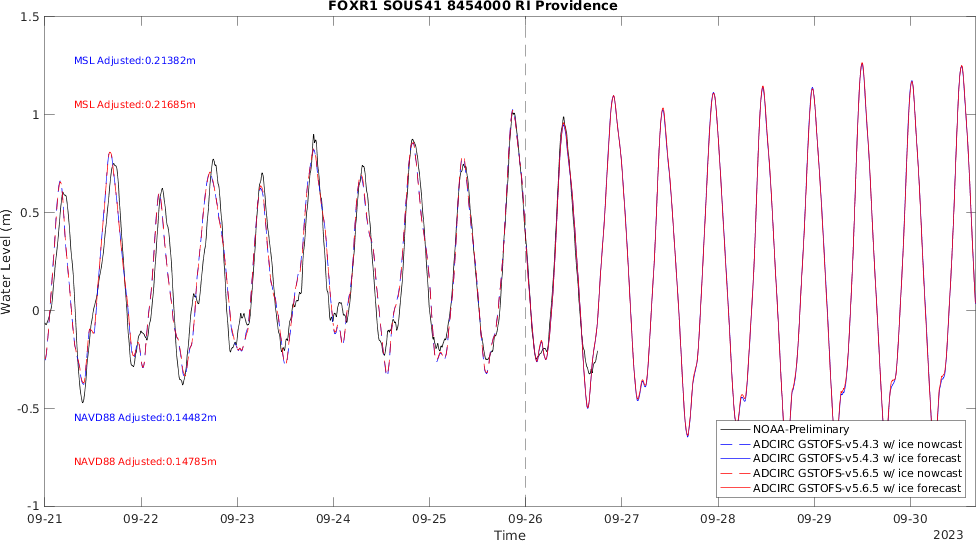 FOXR1 SOUS41 8454000 RI Providence
1.5
MSL Adjusted:0.21382m
MSL Adjusted:0.21685m
1
0.5
Water Level (m)
0
-0.5
NAVD88 Adjusted:0.14482m
NAVD88 Adjusted:0.14785m
-1
NOAA-Preliminary
ADCIRC GSTOFS-v5.4.3 w/ ice nowcast
ADCIRC GSTOFS-v5.4.3 w/ ice forecast
ADCIRC GSTOFS-v5.6.5 w/ ice nowcast
ADCIRC GSTOFS-v5.6.5 w/ ice forecast
09-21 09-22 09-23 09-24 09-25 09-26 09-27 09-28 09-29 09-30
Time
2023